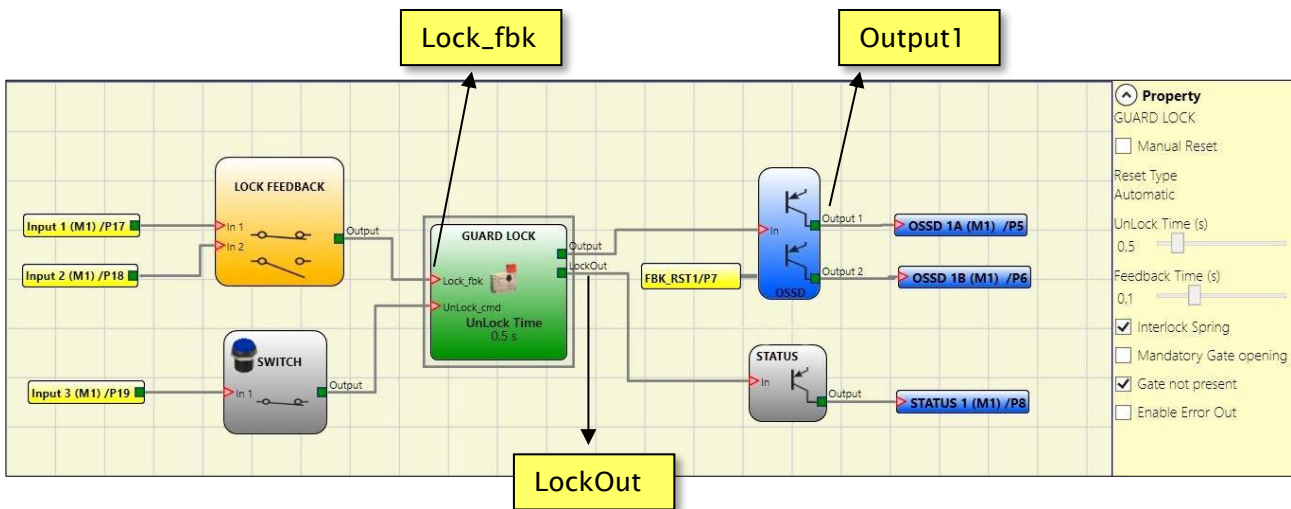 Lock_fbk
Output1
LOCK FEEDBACK
Input 1 (M1) /P17
In 1
Output
Input 2 (M1) /P18
In 2
GUARD LOCK
Output
LockOut
Lock_fbk
UnLock_cmd
UnLock Time
0.5 s
SWITCH
Input 3 (M1) /P19
In 1
Output
In
Output 1
OSSD 1A (M1) /P5
FBK_RST1/P7
Output 2
OSSD 1B (M1) /P6
OSSD
STATUS
In
Output
STATUS 1 (M1) /P8
LockOut
Property
GUARD LOCK
Manual Reset
Reset Type
Automatic
UnLock Time (s)
0,5
Feedback Time (s)
0,1
Interlock Spring
Mandatory Gate opening
Gate not present
Enable Error Out